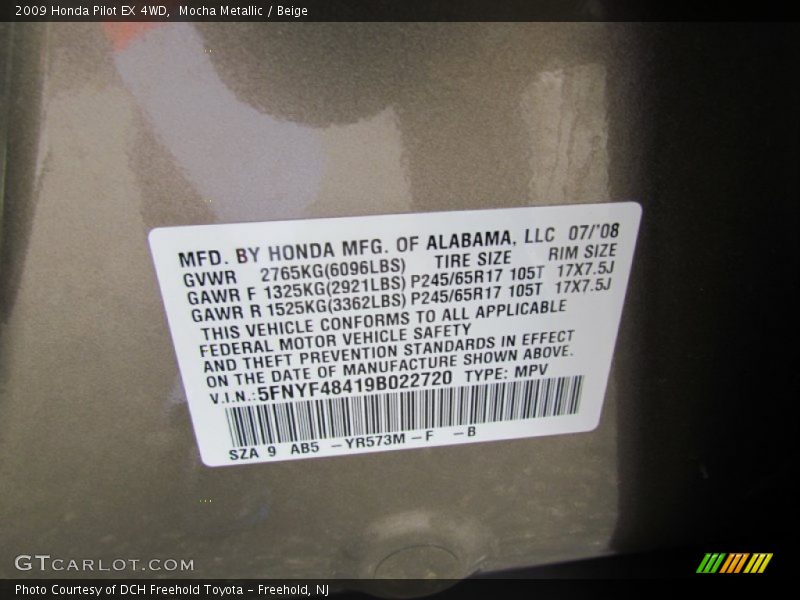 2009 Honda Pilot EX 4WD, Mocha Metallic / Beige
MFD. BY HONDA MFG. OF ALABAMA, LLC 07/'08
GVWR 2765KG(6096LBS) TIRE SIZE RIM SIZE
GAWR F 1325KG(2921LBS) P245/65R17 105T 17X7.5J
GAWR R 1525KG(3362LBS) P245/65R17 105T 17X7.5J
THIS VEHICLE CONFORMS TO ALL APPLICABLE
FEDERAL MOTOR VEHICLE SAFETY
AND THEFT PREVENTION STANDARDS IN EFFECT
ON THE DATE OF MANUFACTURE SHOWN ABOVE.
V.I.N.:5FNYF48419B022720 TYPE: MPV
SZA 9 AB5 -YR573M-F -B
GTCARLOT.COM
Photo Courtesy of DCH Freehold Toyota - Freehold, NJ